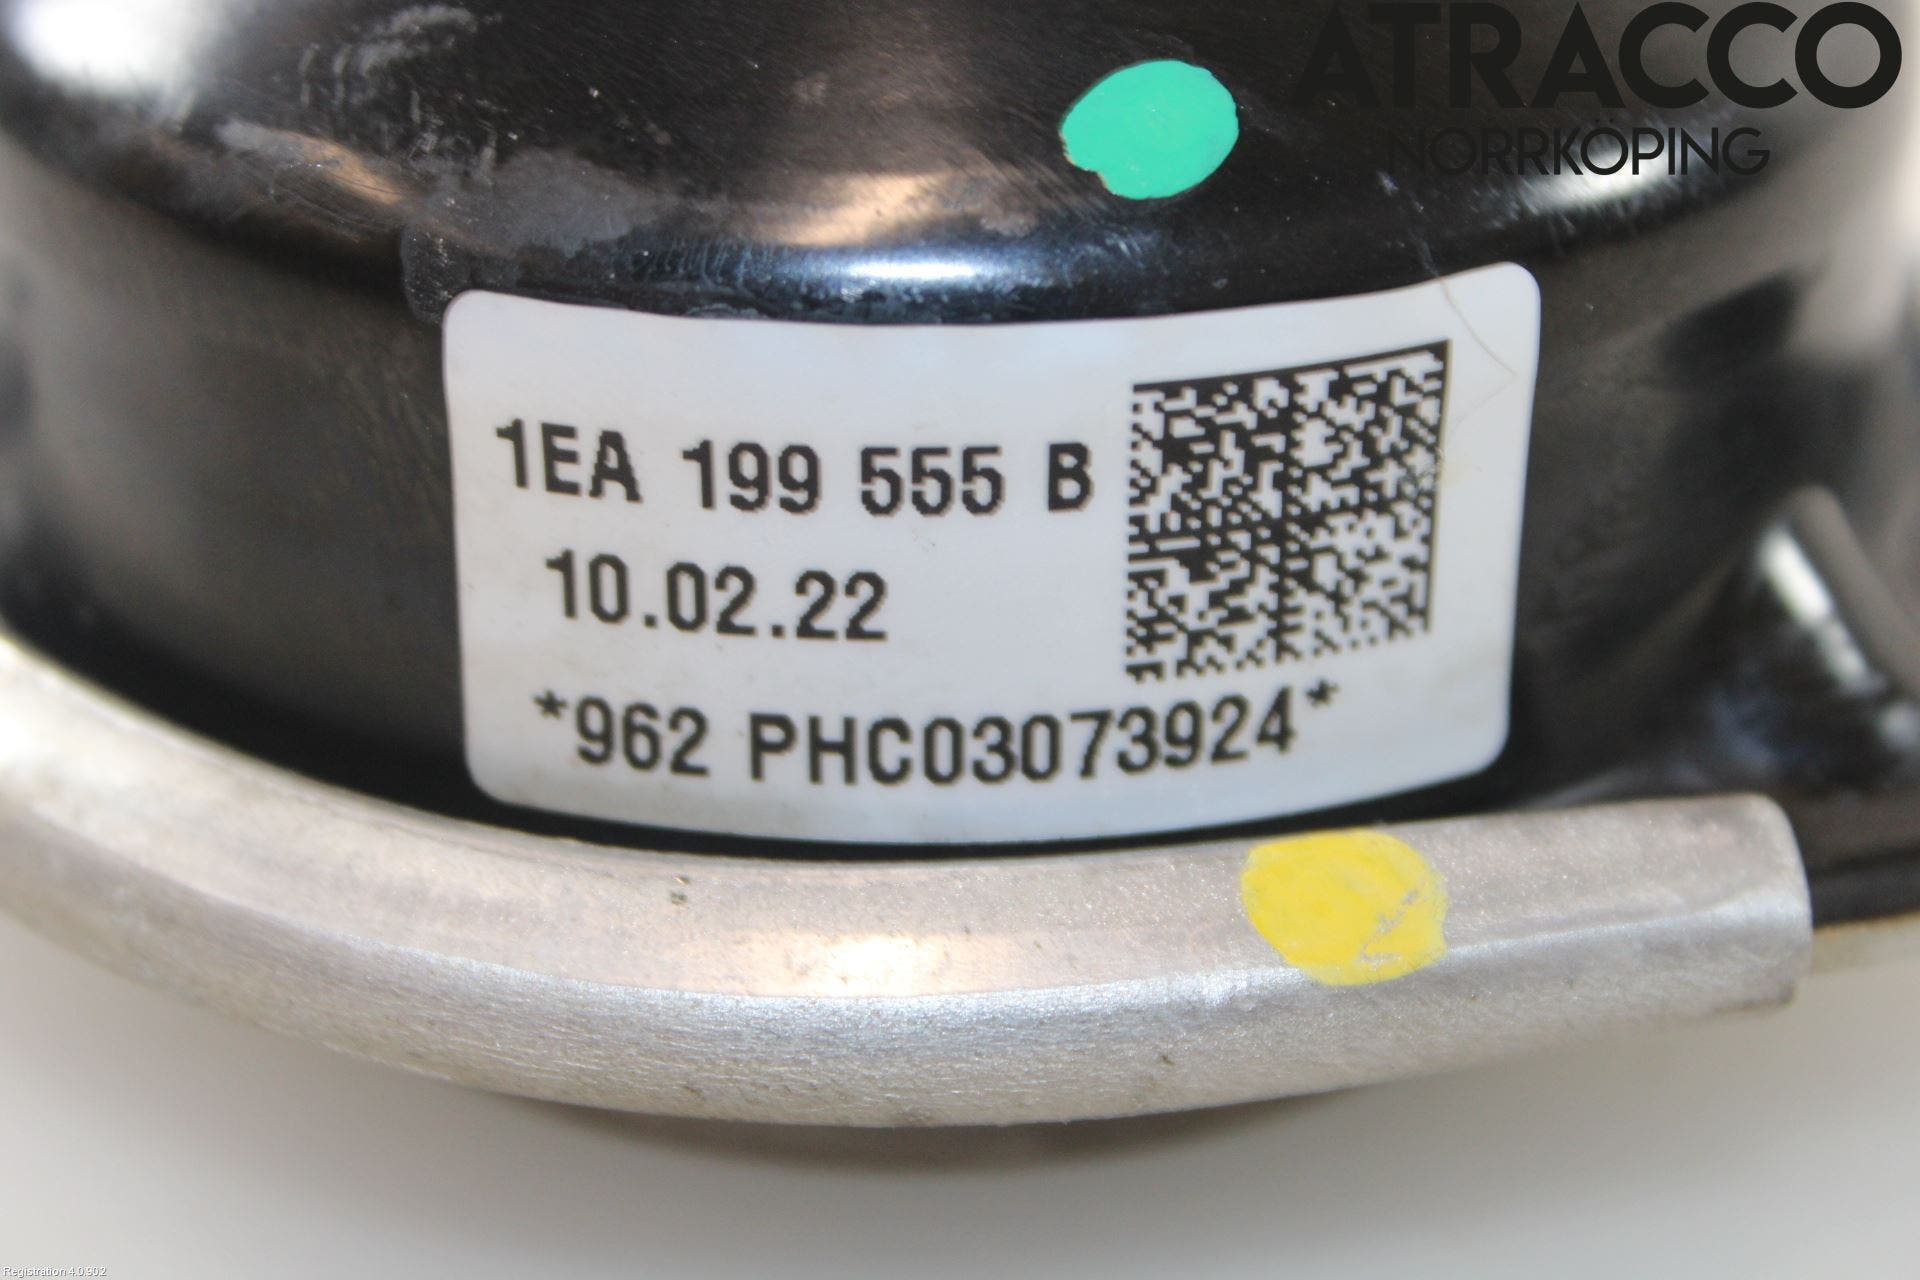 ATRACCO
NORRKÖPING
1EA 199 555 B
10.02.22
*962 PHC03073924*
Registration 4.0.902